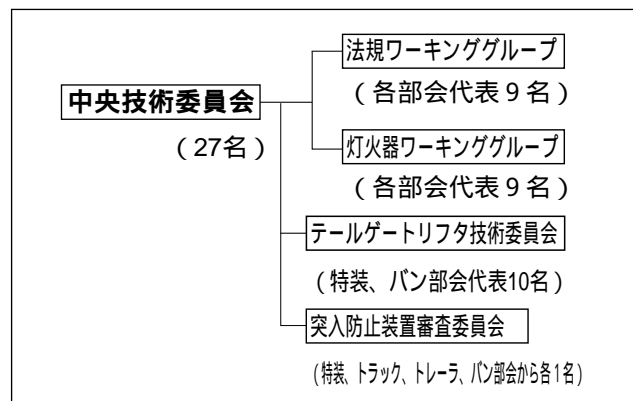 法規ワーキンググループ
(各部会代表9名)
中央技術委員会
(27名)
灯火器ワーキンググループ
(各部会代表9名)
テールゲートリフタ技術委員会
(特装、バン部会代表10名)
突入防止装置審査委員会
(特装、トラック、トレーラ、バン部会から各1名)